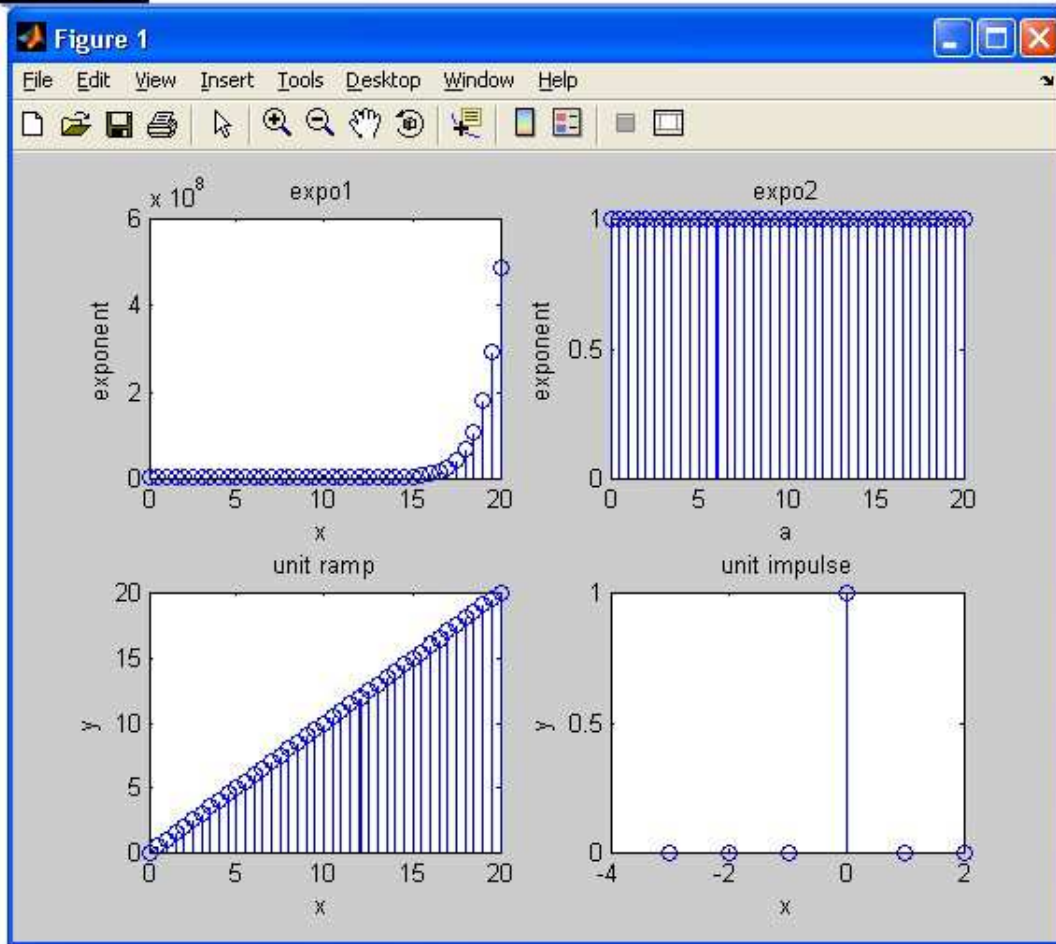 Figure 1
File Edit View Insert Tools Desktop Window Help
x 10^8
expo1
6
4
2
0
exponent
0 5 10 15 20
x
expo2
1
0.5
0
exponent
0 5 10 15 20
a
unit ramp
20
15
10
5
0
y
0 5 10 15 20
x
unit impulse
1
0.5
0
y
-4 -2 0 2
x